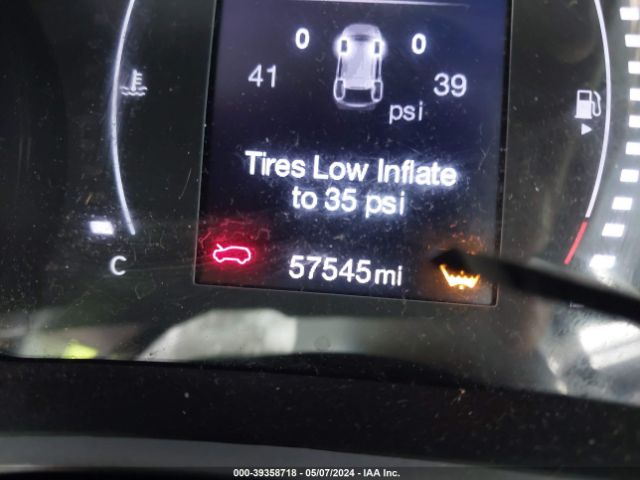 0 0
41 39
psi
Tires Low Inflate
to 35 psi
C 57545mi
000-39358718 - 05/07/2024 - IAA Inc.